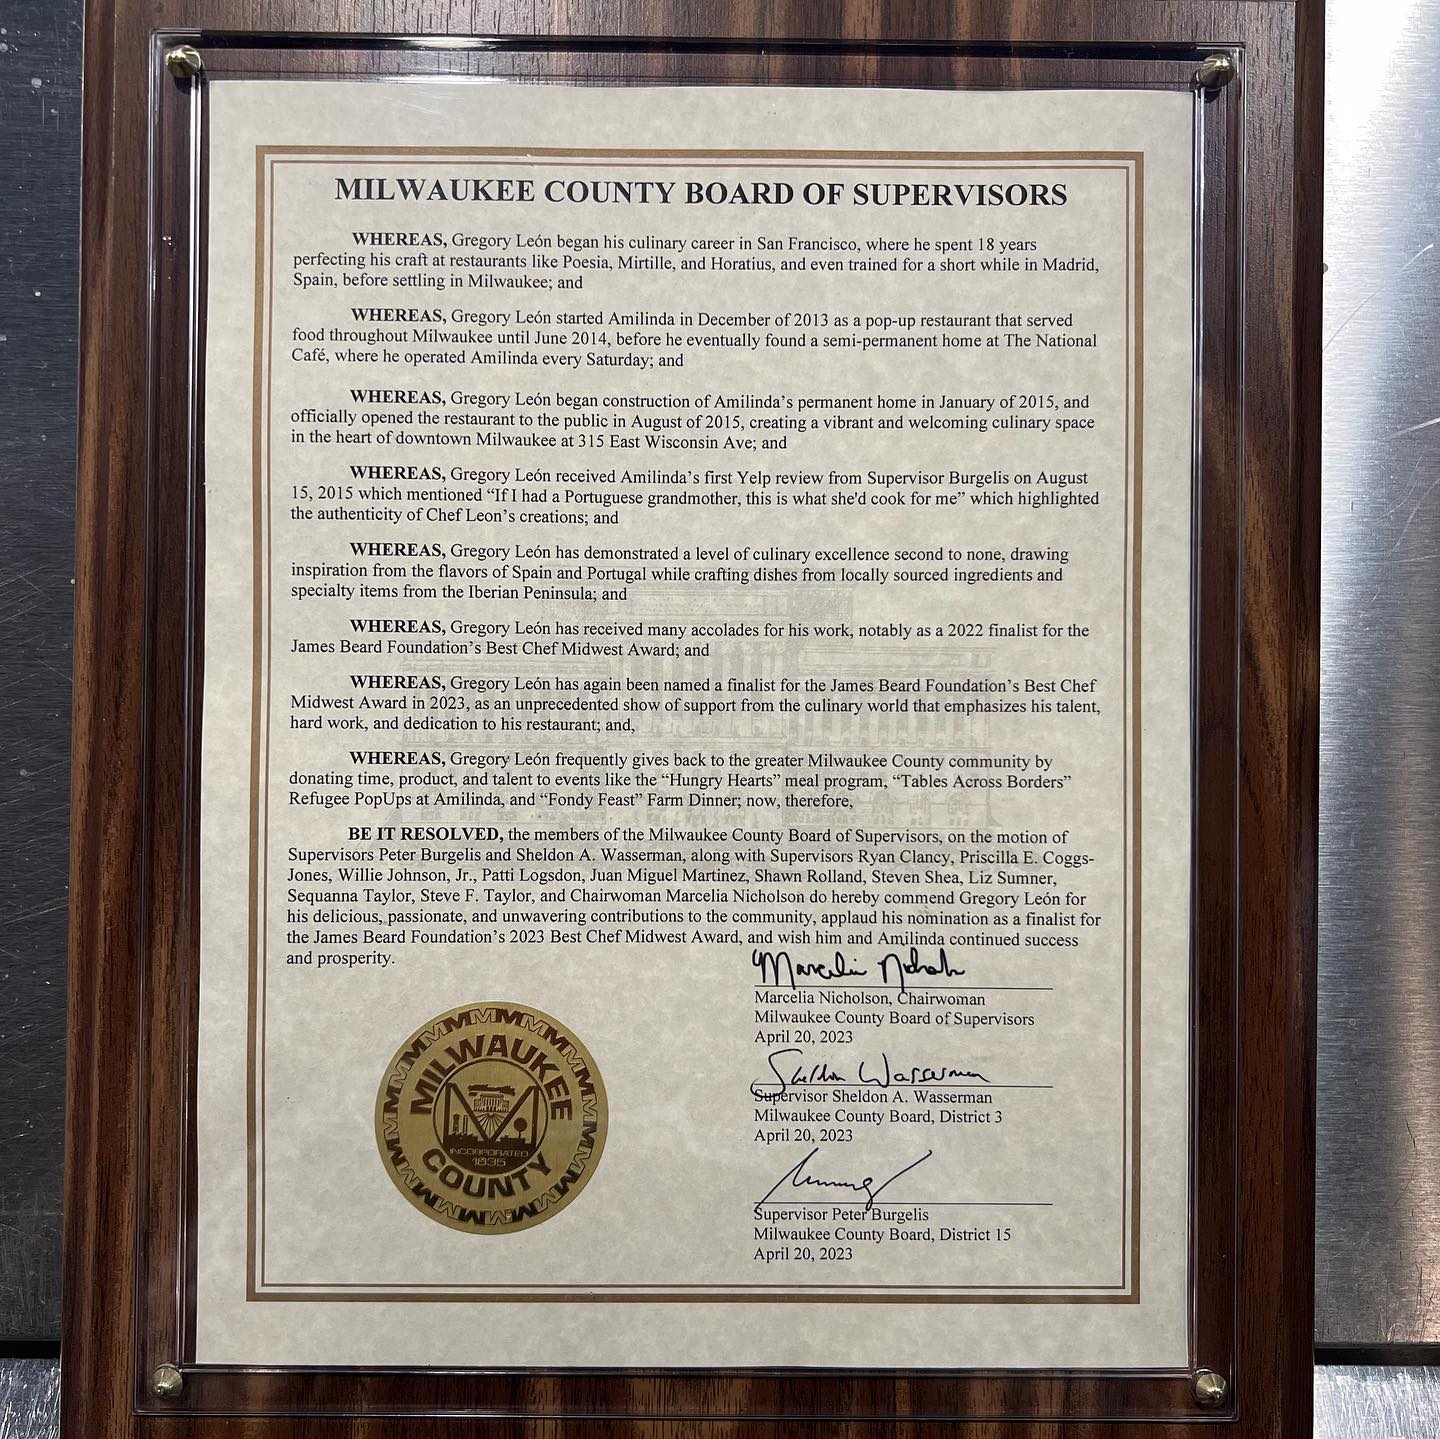 MILWAUKEE COUNTY BOARD OF SUPERVISORS
WHEREAS, Gregory León began his culinary career in San Francisco, where he spent 18 years
perfecting his craft at restaurants like Poesia, Mirtille, and Horatius, and even trained for a short while in Madrid,
Spain, before settling in Milwaukee; and
WHEREAS, Gregory León started Amilinda in December of 2013 as a pop-up restaurant that served
food throughout Milwaukee until June 2014, before he eventually found a semi-permanent home at The National
Café, where he operated Amilinda every Saturday; and
WHEREAS, Gregory León began construction of Amilinda's permanent home in January of 2015, and
officially opened the restaurant to the public in August of 2015, creating a vibrant and welcoming culinary space
in the heart of downtown Milwaukee at 315 East Wisconsin Ave; and
WHEREAS, Gregory León received Amilinda's first Yelp review from Supervisor Burgelis on August
15, 2015 which mentioned “If I had a Portuguese grandmother, this is what she'd cook for me” which highlighted
the authenticity of Chef Leon's creations; and
WHEREAS, Gregory León has demonstrated a level of culinary excellence second to none, drawing
inspiration from the flavors of Spain and Portugal while crafting dishes from locally sourced ingredients and
specialty items from the Iberian Peninsula; and
WHEREAS, Gregory León has received many accolades for his work, notably as a 2022 finalist for the
James Beard Foundation's Best Chef Midwest Award; and
WHEREAS, Gregory León has again been named a finalist for the James Beard Foundation's Best Chef
Midwest Award in 2023, as an unprecedented show of support from the culinary world that emphasizes his talent,
hard work, and dedication to his restaurant; and,
WHEREAS, Gregory León frequently gives back to the greater Milwaukee County community by
donating time, product, and talent to events like the “Hungry Hearts” meal program, “Tables Across Borders”
Refugee PopUps at Amilinda, and “Fondy Feast” Farm Dinner; now, therefore,
BE IT RESOLVED, the members of the Milwaukee County Board of Supervisors, on the motion of
Supervisors Peter Burgelis and Sheldon A. Wasserman, along with Supervisors Ryan Clancy, Priscilla E. Coggs-
Jones, Willie Johnson, Jr., Patti Logsdon, Juan Miguel Martinez, Shawn Rolland, Steven Shea, Liz Sumner,
Sequanna Taylor, Steve F. Taylor, and Chairwoman Marcelia Nicholson do hereby commend Gregory León for
his delicious, passionate, and unwavering contributions to the community, applaud his nomination as a finalist for
the James Beard Foundation's 2023 Best Chef Midwest Award, and wish him and Amilinda continued success
and prosperity.
Marcelia Nicholson, Chairwoman
Milwaukee County Board of Supervisors
April 20, 2023
Sheldon Wasserman
Supervisor Sheldon A. Wasserman
Milwaukee County Board, District 3
April 20, 2023
Supervisor Peter Burgelis
Milwaukee County Board, District 15
April 20, 2023
MILWAUKEE
INCORPORATED
1835
COUNTY